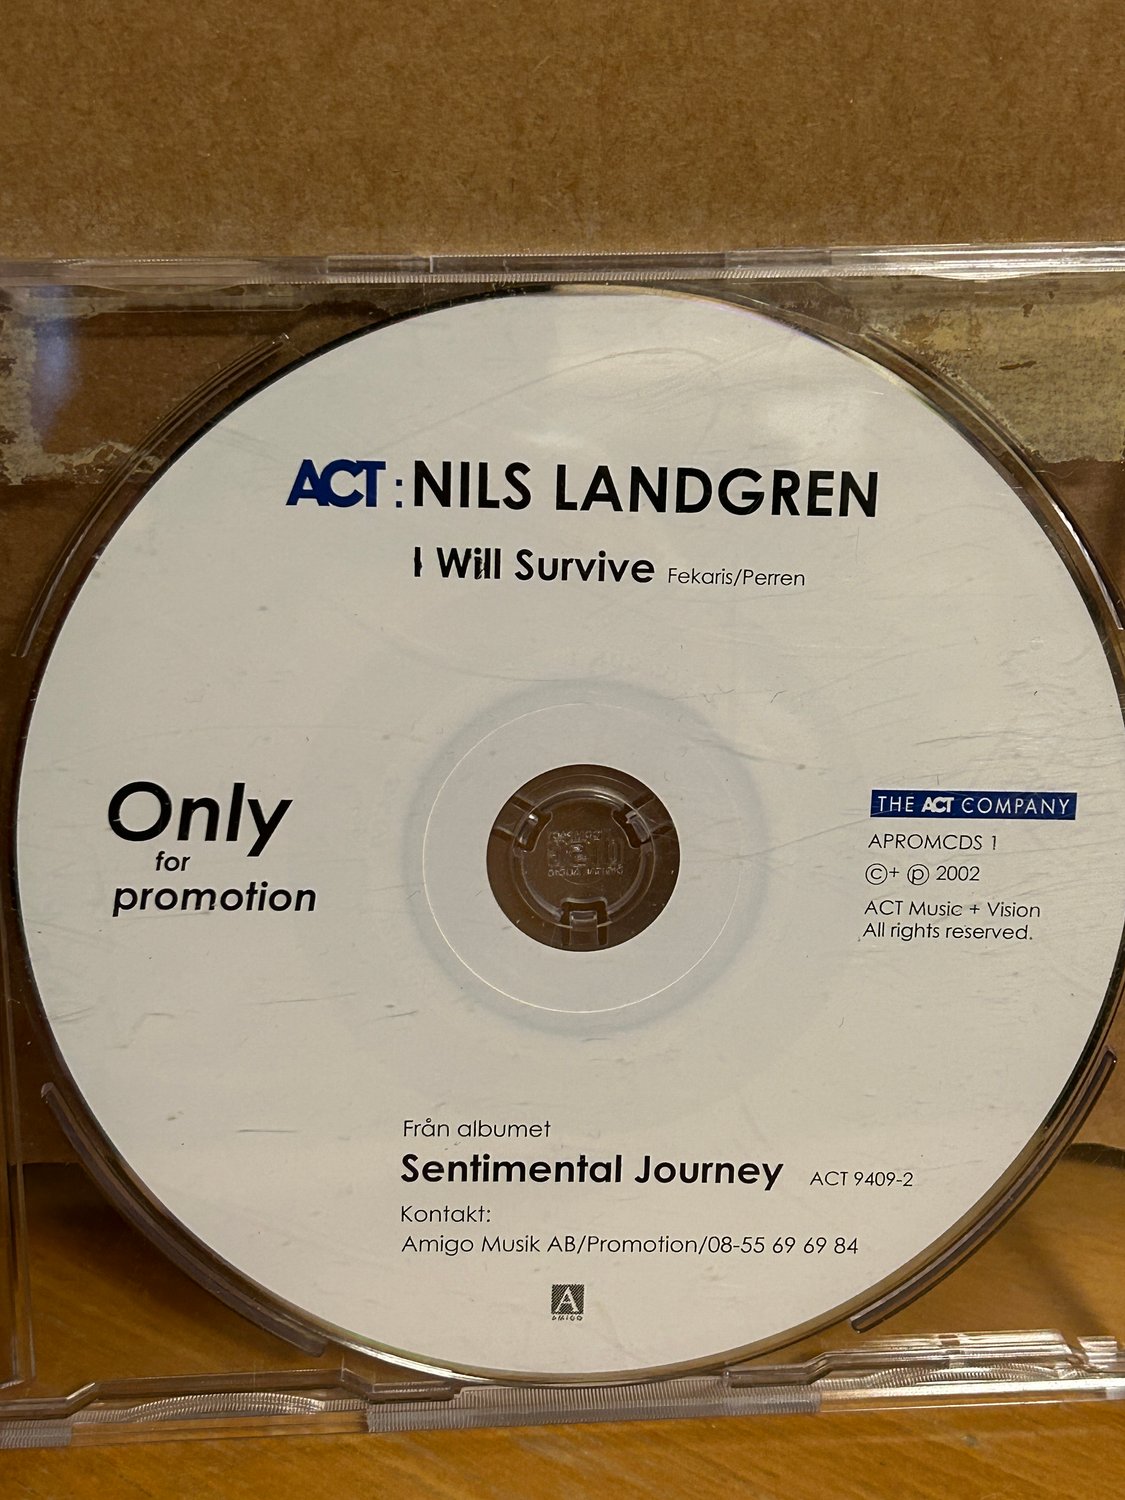 ACT: NILS LANDGREN
I Will Survive Fekaris/Perren
Only
for
promotion
THE ACT COMPANY
APROMCDS 1
©+ ℗ 2002
ACT Music + Vision
All rights reserved.
Från albumet
Sentimental Journey ACT 9409-2
Kontakt:
Amigo Musik AB/Promotion/08-55 69 69 84
A
AMIGO